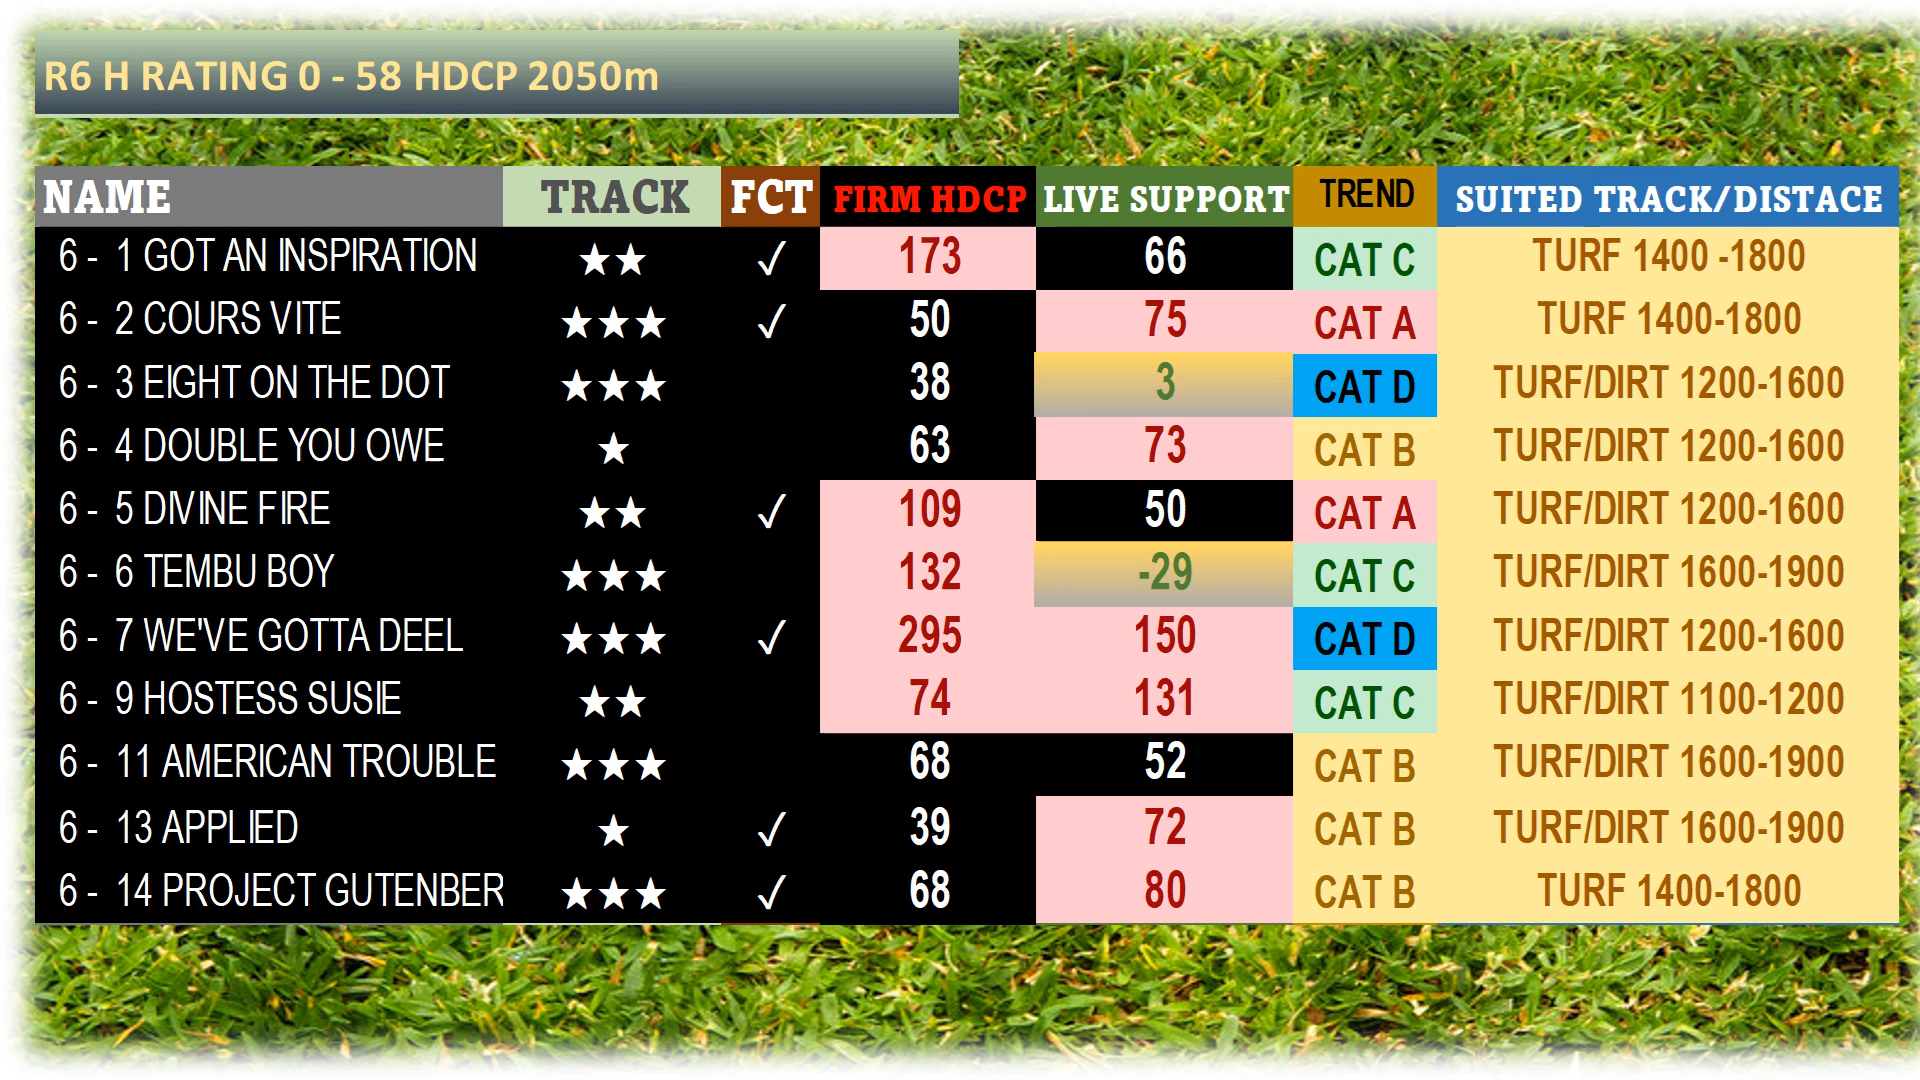 R6 H RATING 0 - 58 HDCP 2050m
NAME TRACK FCT FIRM HDCP LIVE SUPPORT TREND SUITED TRACK/DISTACE
6 - 1 GOT AN INSPIRATION ★★ ✓ 173 66 CAT C TURF 1400 -1800
6 - 2 COURS VITE ★★★ ✓ 50 75 CAT A TURF 1400-1800
6 - 3 EIGHT ON THE DOT ★★★ 38 3 CAT D TURF/DIRT 1200-1600
6 - 4 DOUBLE YOU OWE ★ 63 73 CAT B TURF/DIRT 1200-1600
6 - 5 DIVINE FIRE ★★ ✓ 109 50 CAT A TURF/DIRT 1200-1600
6 - 6 TEMBU BOY ★★★ 132 -29 CAT C TURF/DIRT 1600-1900
6 - 7 WE'VE GOTTA DEEL ★★★ ✓ 295 150 CAT D TURF/DIRT 1200-1600
6 - 9 HOSTESS SUSIE ★★ 74 131 CAT C TURF/DIRT 1100-1200
6 - 11 AMERICAN TROUBLE ★★★ 68 52 CAT B TURF/DIRT 1600-1900
6 - 13 APPLIED ★ ✓ 39 72 CAT B TURF/DIRT 1600-1900
6 - 14 PROJECT GUTENBER ★★★ ✓ 68 80 CAT B TURF 1400-1800